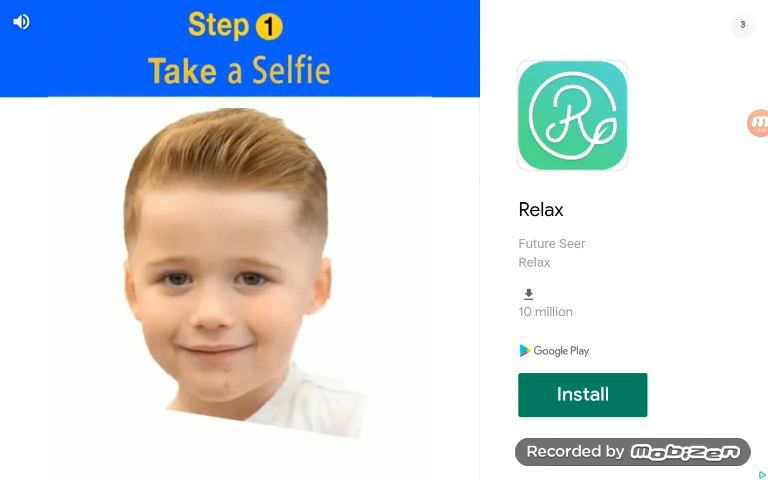 Step 1
Take a Selfie
3
R
Relax
Future Seer
Relax
10 million
Google Play
Install
Recorded by mobizen